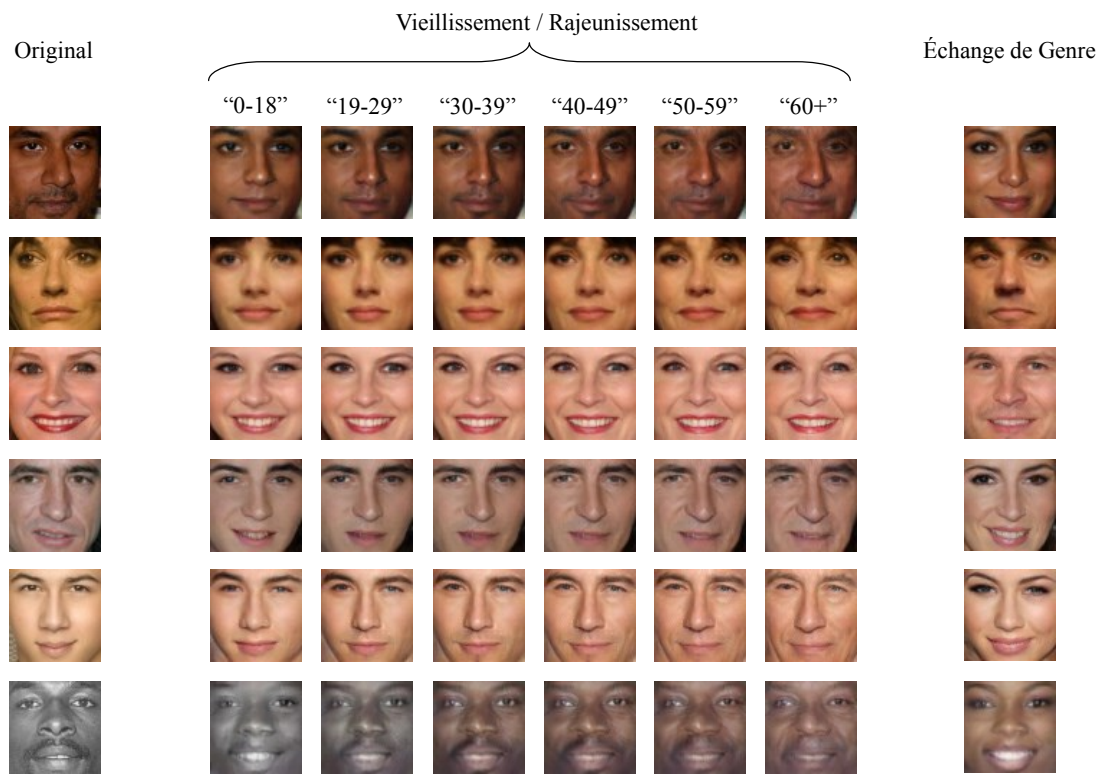 Vieillissement / Rajeunissement
Original
Échange de Genre
“0-18” “19-29” “30-39” “40-49” “50-59” “60+”